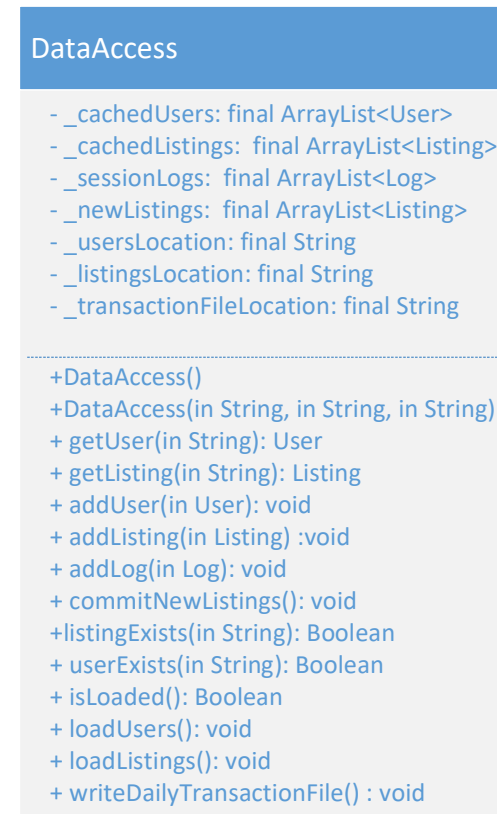 DataAccess
- _cachedUsers: final ArrayList<User>
- _cachedListings:  final ArrayList<Listing>
- _sessionLogs:  final ArrayList<Log>
- _newListings:  final ArrayList<Listing>
- _usersLocation: final String
- _listingsLocation: final String
- _transactionFileLocation: final String
+DataAccess()
+DataAccess(in String, in String, in String)
+ getUser(in String): User
+ getListing(in String): Listing
+ addUser(in User): void
+ addListing(in Listing) :void
+ addLog(in Log): void
+ commitNewListings(): void
+listingExists(in String): Boolean
+ userExists(in String): Boolean
+ isLoaded(): Boolean
+ loadUsers(): void
+ loadListings(): void
+ writeDailyTransactionFile() : void